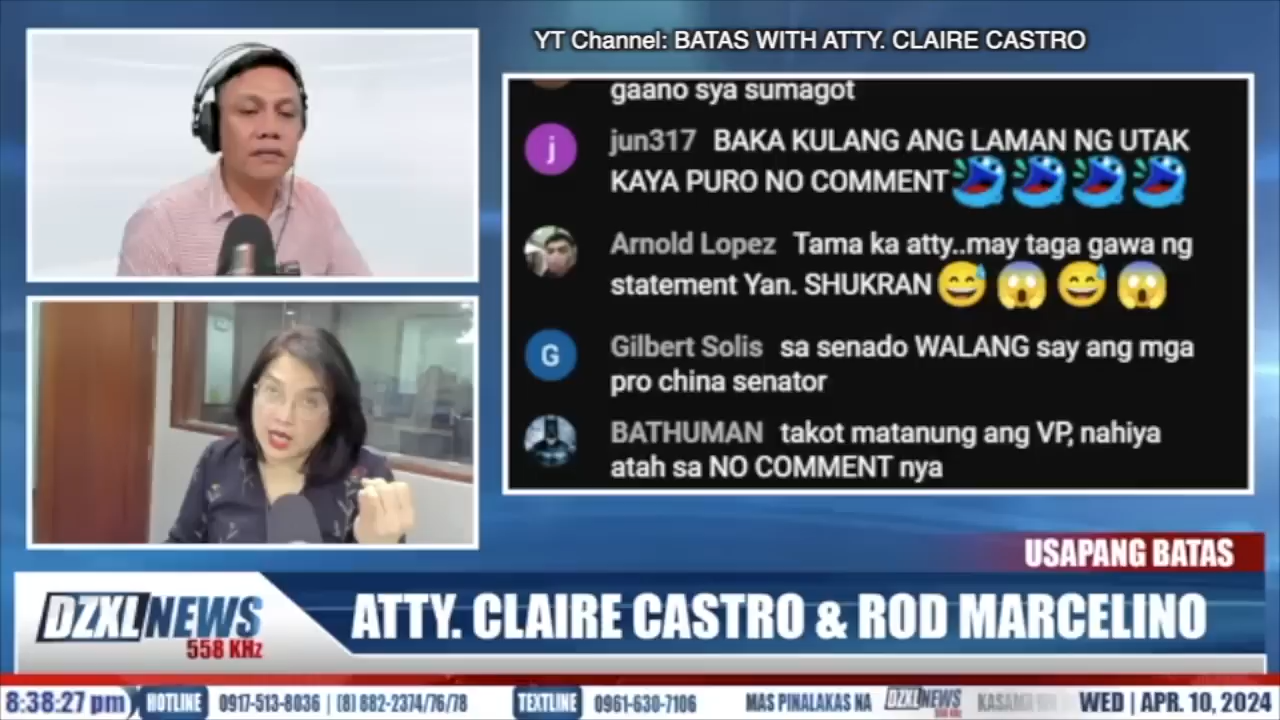 YT Channel: BATAS WITH ATTY. CLAIRE CASTRO
gaano sya sumagot
j
jun317 BAKA KULANG ANG LAMAN NG UTAK
KAYA PURO NO COMMENT
Arnold Lopez Tama ka atty..may taga gawa ng
statement Yan. SHUKRAN
G
Gilbert Solis sa senado WALANG say ang mga
pro china senator
BATHUMAN takot matanung ang VP, nahiya
atah sa NO COMMENT nya
USAPANG BATAS
DZXL NEWS
558 KHz
ATTY. CLAIRE CASTRO & ROD MARCELINO
8:38:27 pm HOTLINE 0917-513-8036 | (8) 882-2374/76/78 TEXTLINE 0961-630-7106 MAS PINALAKAS NA DZXL NEWS 558 KHz WED | APR. 10, 2024